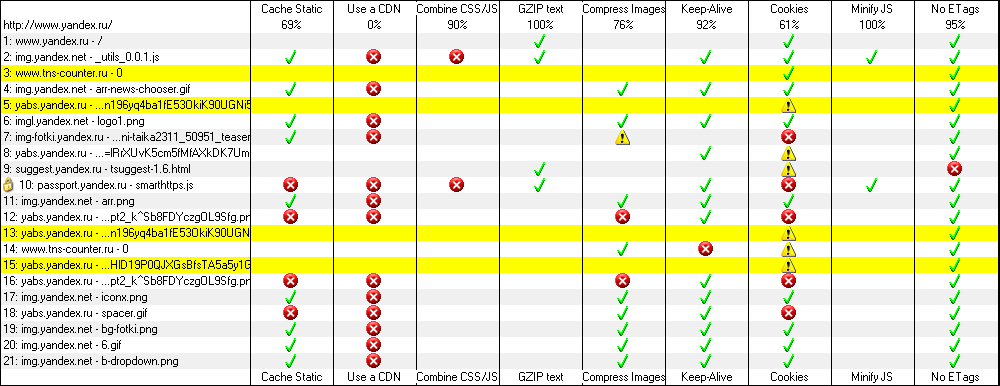 Cache Static Use a CDN Combine CSS/JS GZIP text Compress Images Keep-Alive Cookies Minify JS No ETags
http://www.yandex.ru/ 69% 0% 90% 100% 76% 92% 61% 100% 95%
1: www.yandex.ru - /
2: img.yandex.net - _utils_0.0.1.js
3: www.tns-counter.ru - 0
4: img.yandex.net - arr-news-chooser.gif
5: yabs.yandex.ru - ...n196yq4ba1fE53OkiK90UGNi5
6: imgl.yandex.net - logo1.png
7: img-fotki.yandex.ru - ...ni-taika2311_50951_teaser
8: yabs.yandex.ru - ...=lRrXUvK5cm5fMfAXkDK7Um
9: suggest.yandex.ru - tsuggest-1.6.html
10: passport.yandex.ru - smarthttps.js
11: img.yandex.net - arr.png
12: yabs.yandex.ru - ...pt2_k^Sb8FDYczgOL9Sfg.pr
13: yabs.yandex.ru - ...n196yq4ba1fE53OkiK90UGN
14: www.tns-counter.ru - 0
15: yabs.yandex.ru - ...HID19P0QJXGsBfsTA5a5y1G
16: yabs.yandex.ru - ...pt2_k^Sb8FDYczgOL9Sfg.pr
17: img.yandex.net - iconx.png
18: yabs.yandex.ru - spacer.gif
19: img.yandex.net - bg-fotki.png
20: img.yandex.net - 6.gif
21: img.yandex.net - b-dropdown.png
Cache Static Use a CDN Combine CSS/JS GZIP text Compress Images Keep-Alive Cookies Minify JS No ETags